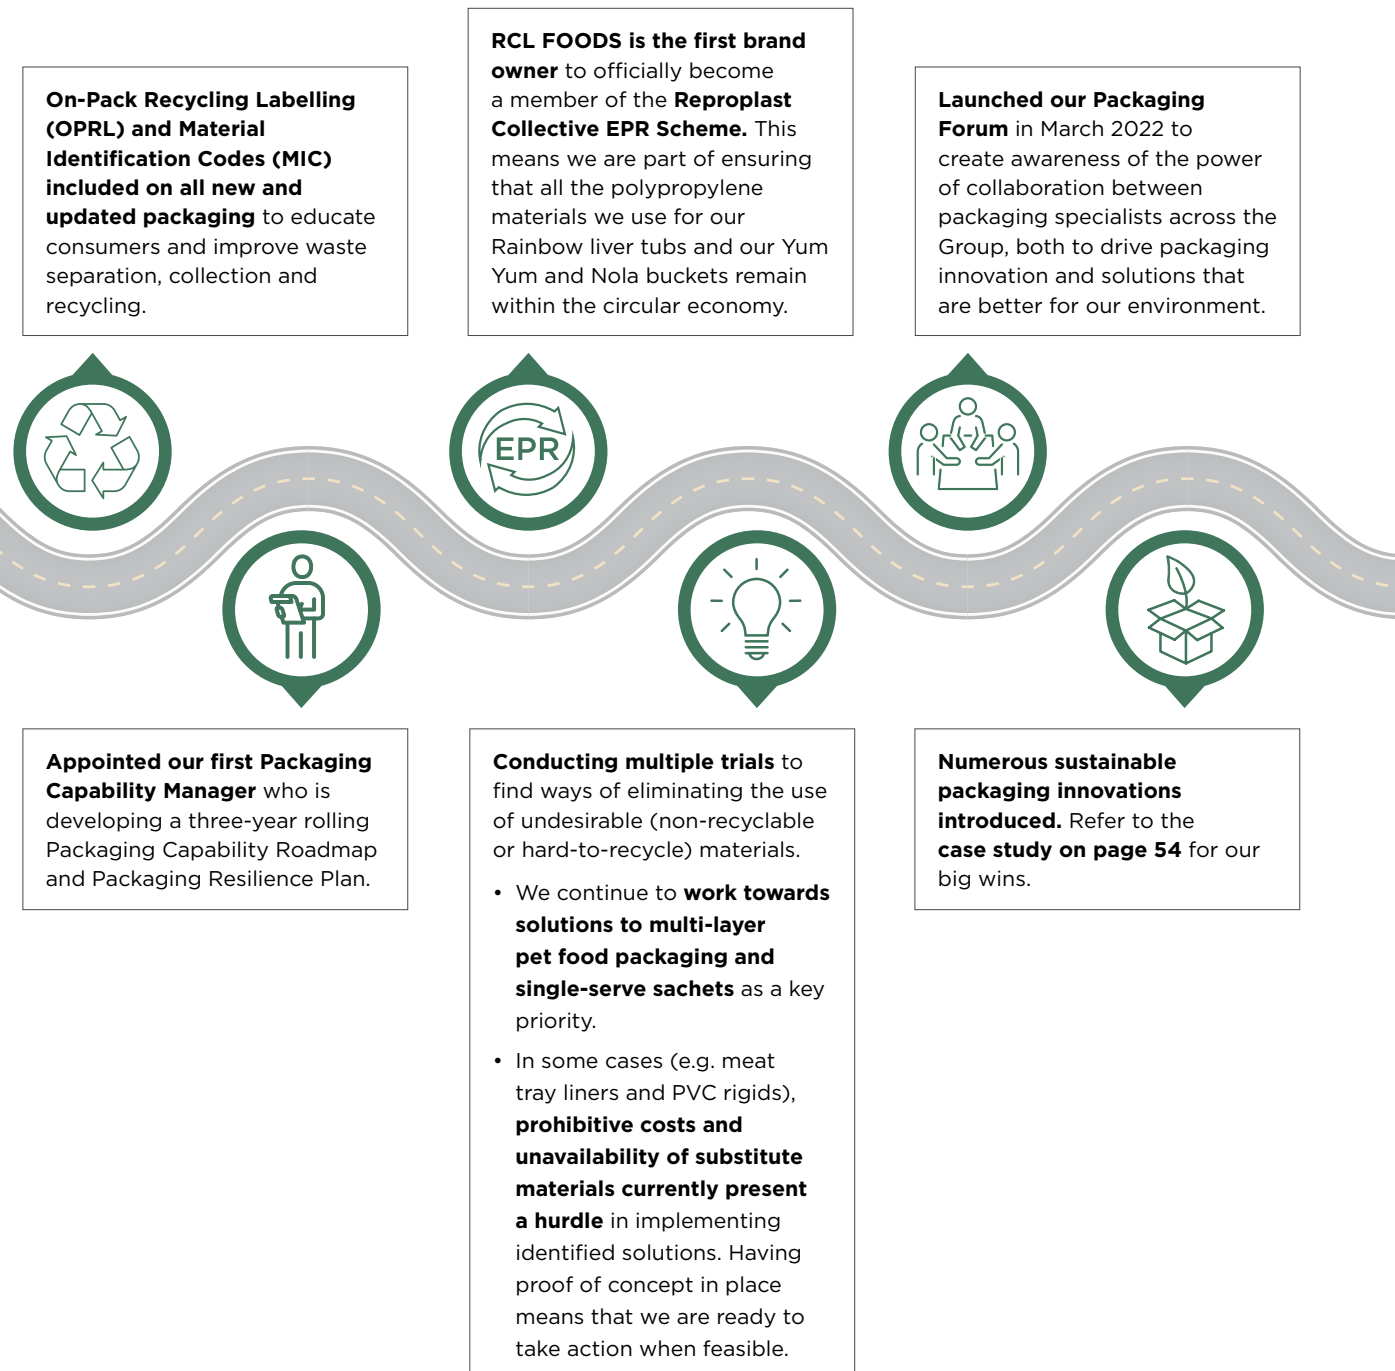 On-Pack Recycling Labelling
(OPRL) and Material
Identification Codes (MIC)
included on all new and
updated packaging to educate
consumers and improve waste
separation, collection and
recycling.
RCL FOODS is the first brand
owner to officially become
a member of the Reproplast
Collective EPR Scheme. This
means we are part of ensuring
that all the polypropylene
materials we use for our
Rainbow liver tubs and our Yum
Yum and Nola buckets remain
within the circular economy.
Launched our Packaging
Forum in March 2022 to
create awareness of the power
of collaboration between
packaging specialists across the
Group, both to drive packaging
innovation and solutions that
are better for our environment.
EPR
Appointed our first Packaging
Capability Manager who is
developing a three-year rolling
Packaging Capability Roadmap
and Packaging Resilience Plan.
Conducting multiple trials to
find ways of eliminating the use
of undesirable (non-recyclable
or hard-to-recycle) materials.
• We continue to work towards
solutions to multi-layer
pet food packaging and
single-serve sachets as a key
priority.
• In some cases (e.g. meat
tray liners and PVC rigids),
prohibitive costs and
unavailability of substitute
materials currently present
a hurdle in implementing
identified solutions. Having
proof of concept in place
means that we are ready to
take action when feasible.
Numerous sustainable
packaging innovations
introduced. Refer to the
case study on page 54 for our
big wins.